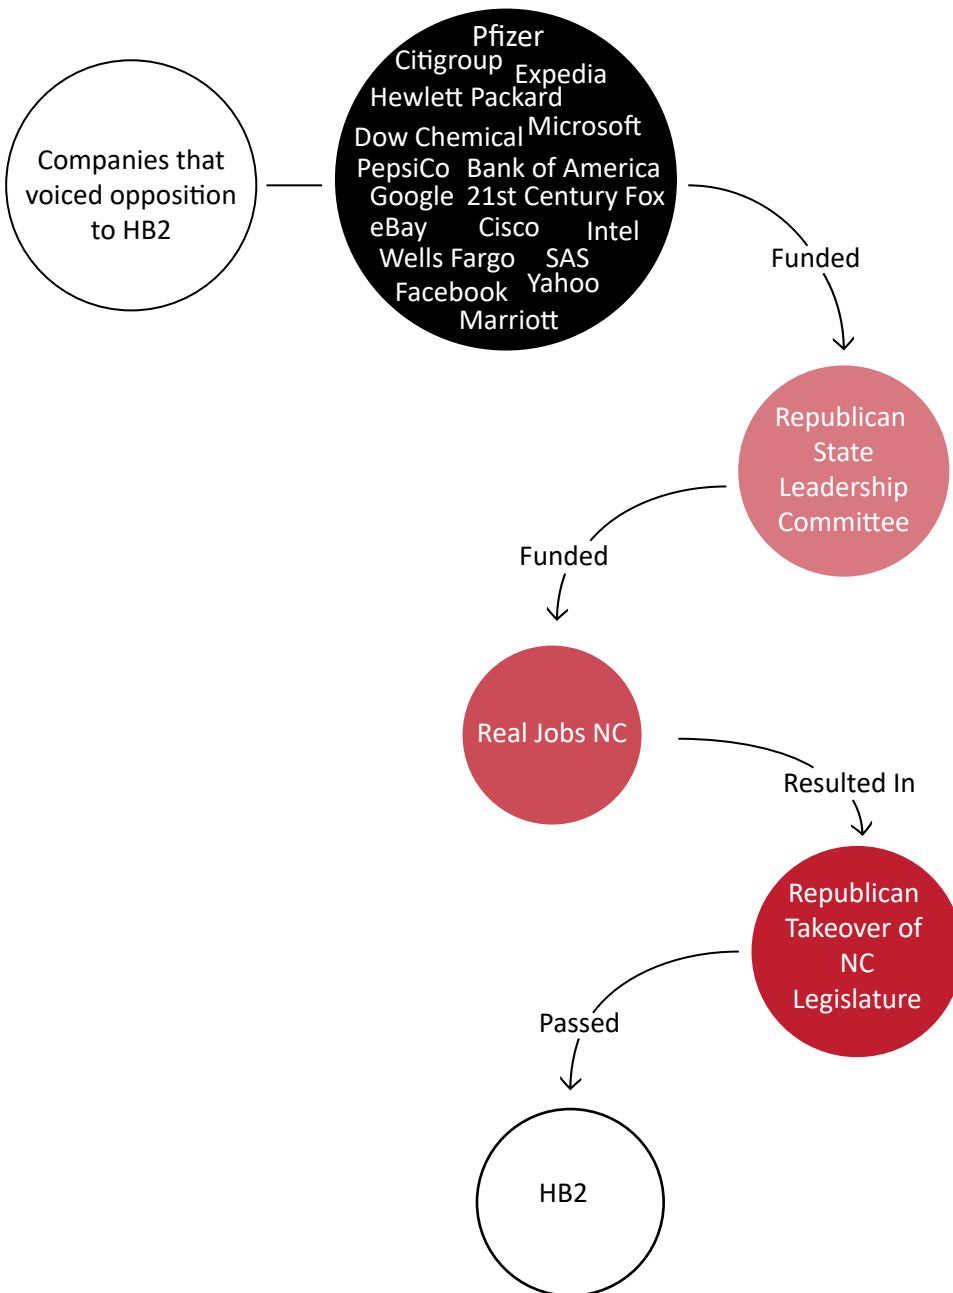 Companies that
voiced opposition
to HB2
Pfizer
Citigroup
Expedia
Hewlett Packard
Microsoft
Dow Chemical
PepsiCo Bank of America
Google 21st Century Fox
eBay Cisco Intel
Wells Fargo SAS
Yahoo
Facebook
Marriott
Funded
Republican
State
Leadership
Committee
Funded
Real Jobs NC
Resulted In
Republican
Takeover of
NC
Legislature
Passed
HB2